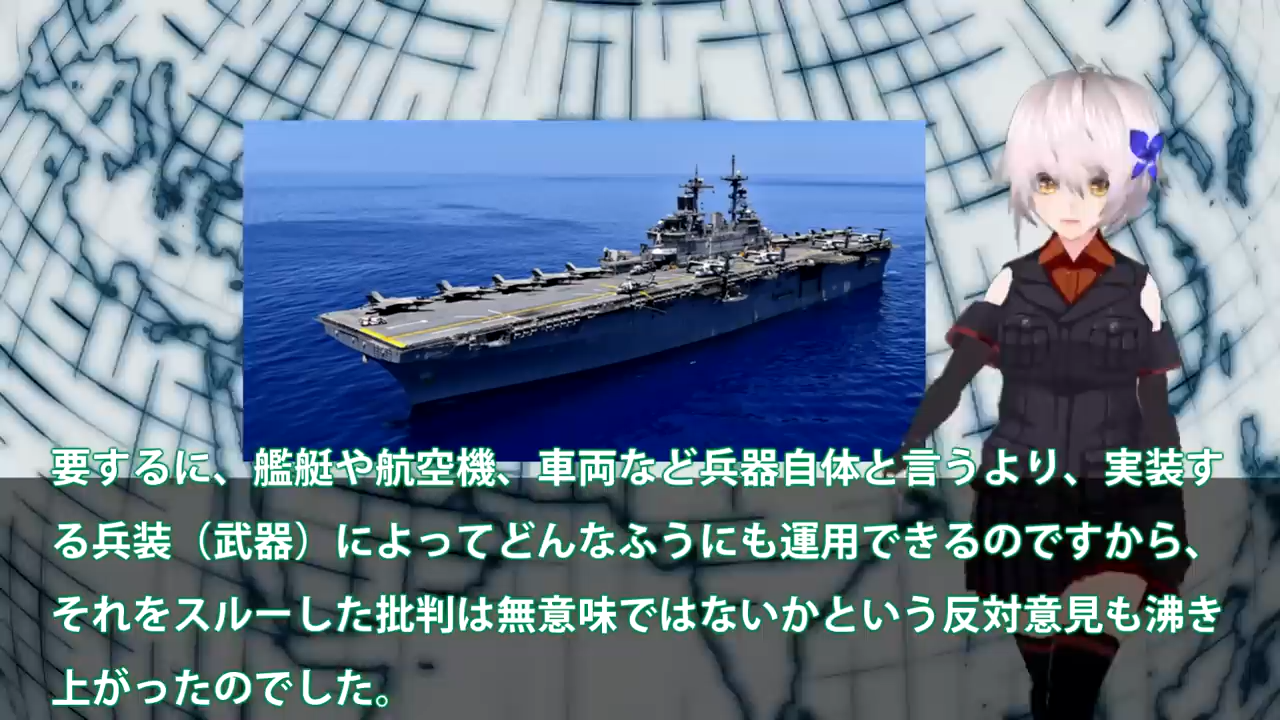 要するに、艦艇や航空機、車両など兵器自体と言うより、実装す
る兵装（武器）によってどんなふうにも運用できるのですから、
それをスルーした批判は無意味ではないかという反対意見も沸き
上がったのでした。